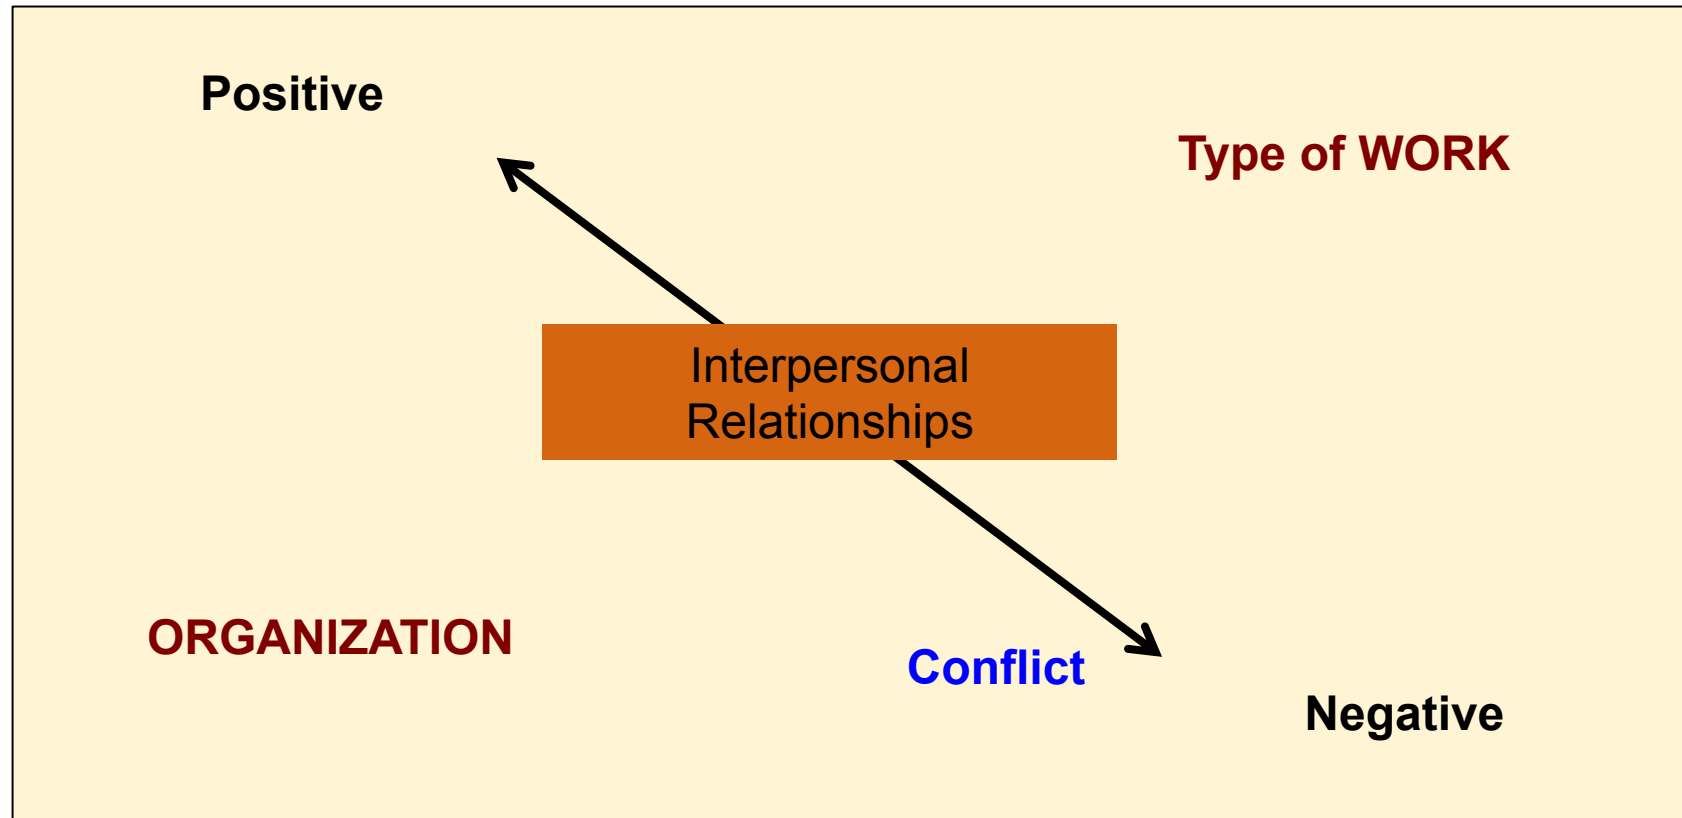 Positive
Type of WORK
Interpersonal
Relationships
ORGANIZATION
Conflict
Negative